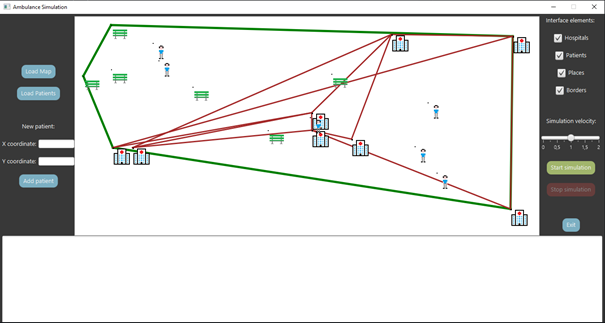 Ambulance Simulation
Load Map
Load Patients
New patient:
X coordinate:
Y coordinate:
Add patient
Interface elements:
Hospitals
Patients
Places
Borders
Simulation velocity:
0 0,5 1 1,5 2
Start simulation
Stop simulation
Exit